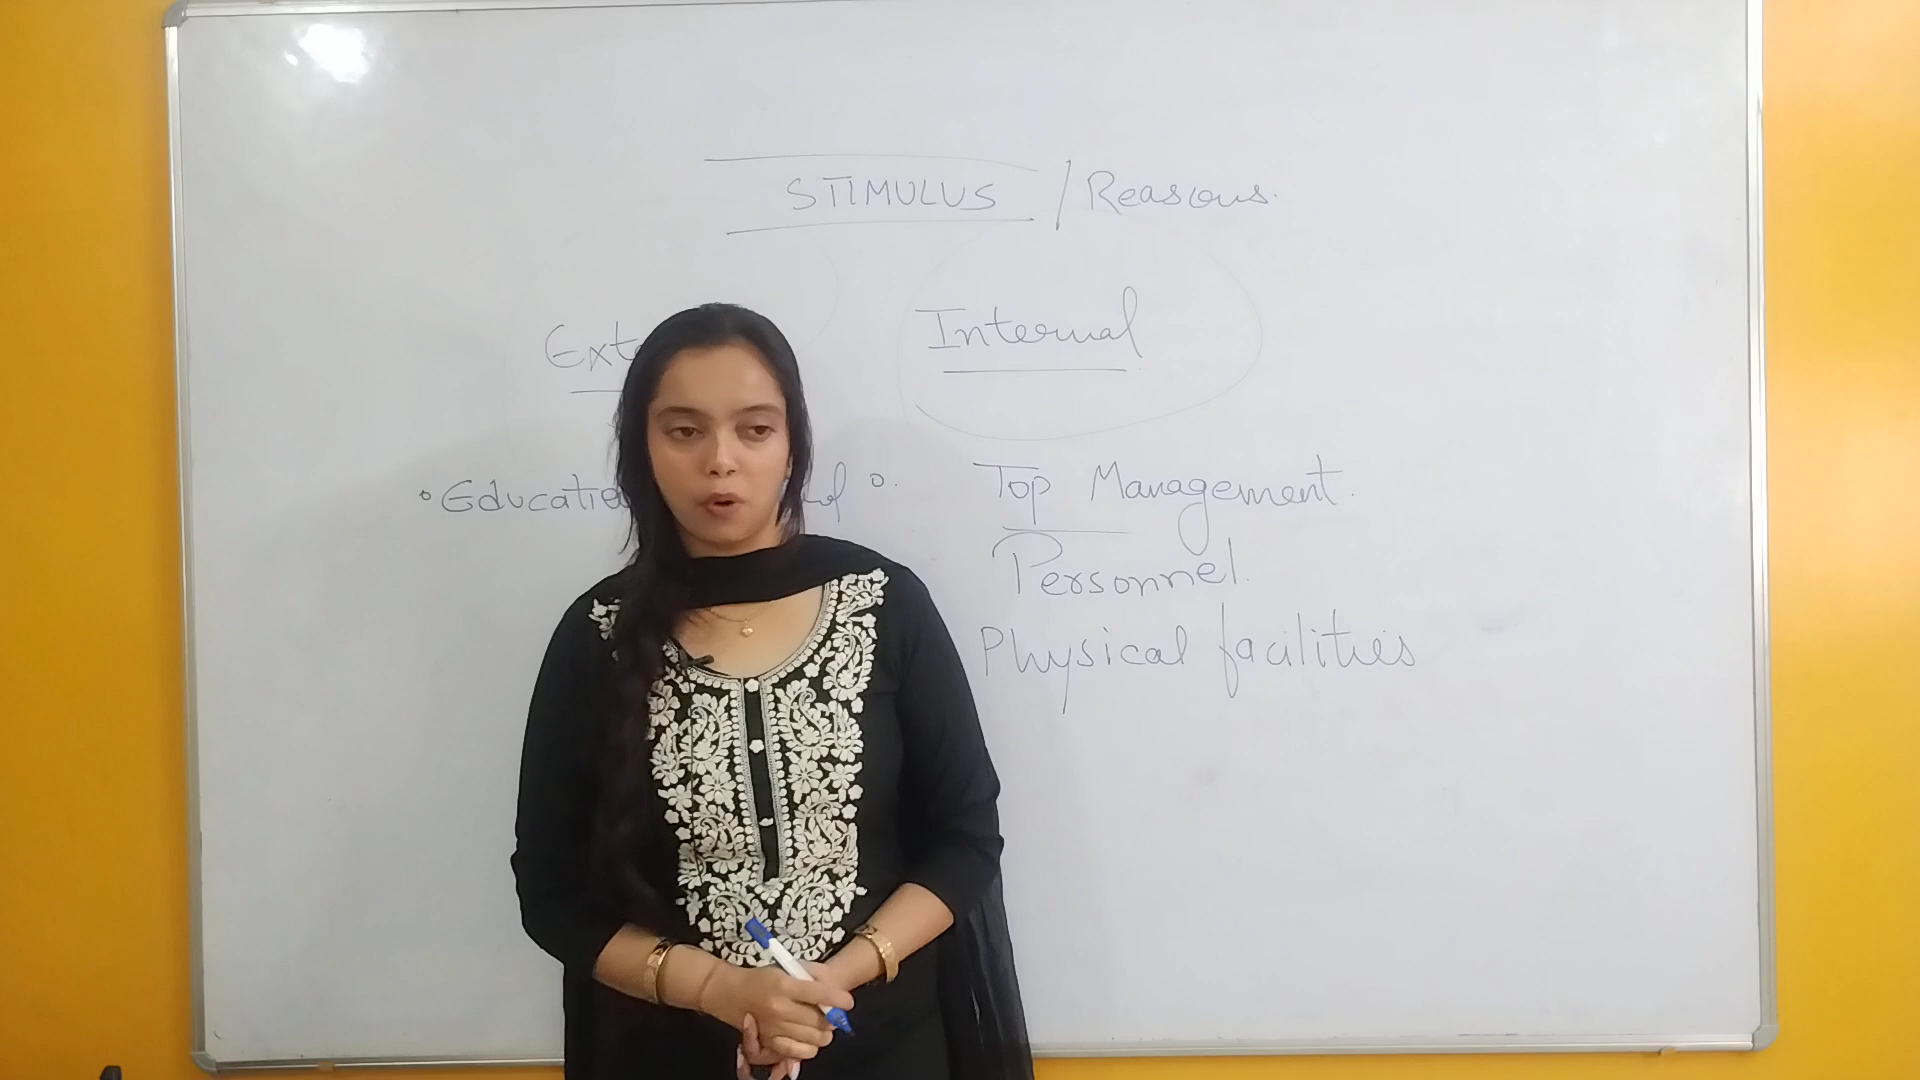 STIMULUS / Reasons.
Internal
Top Management.
Personnel.
Physical facilities